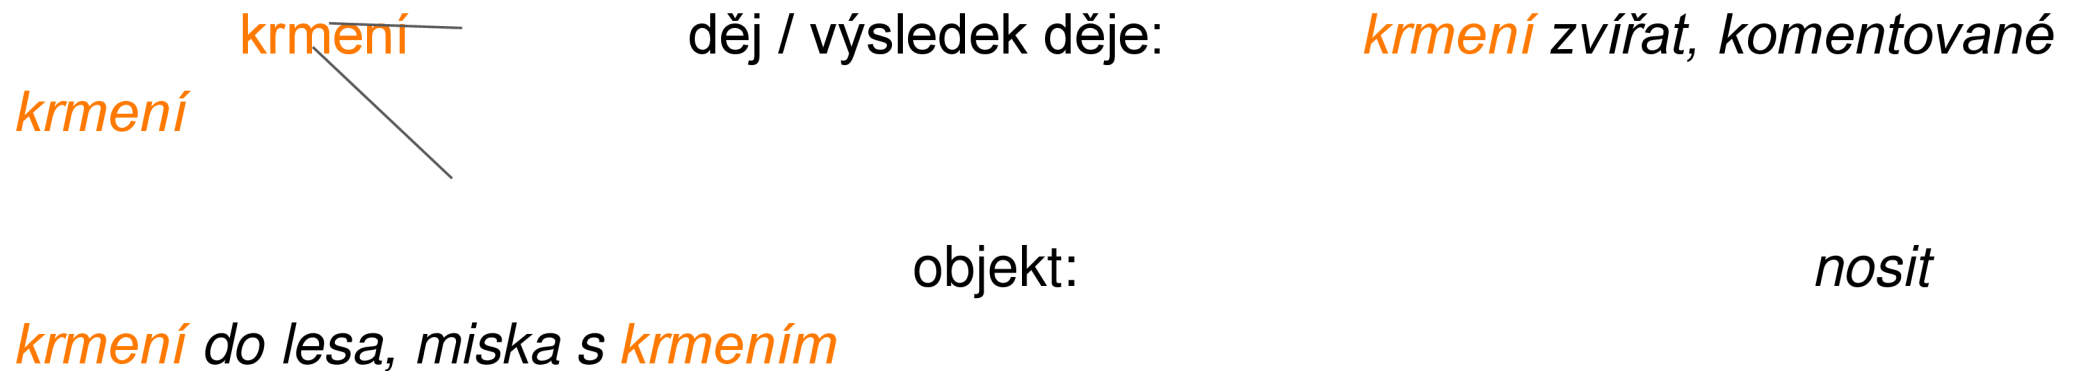 krmení děj / výsledek děje: krmení zvířat, komentované
krmení
objekt: nosit
krmení do lesa, miska s krmením